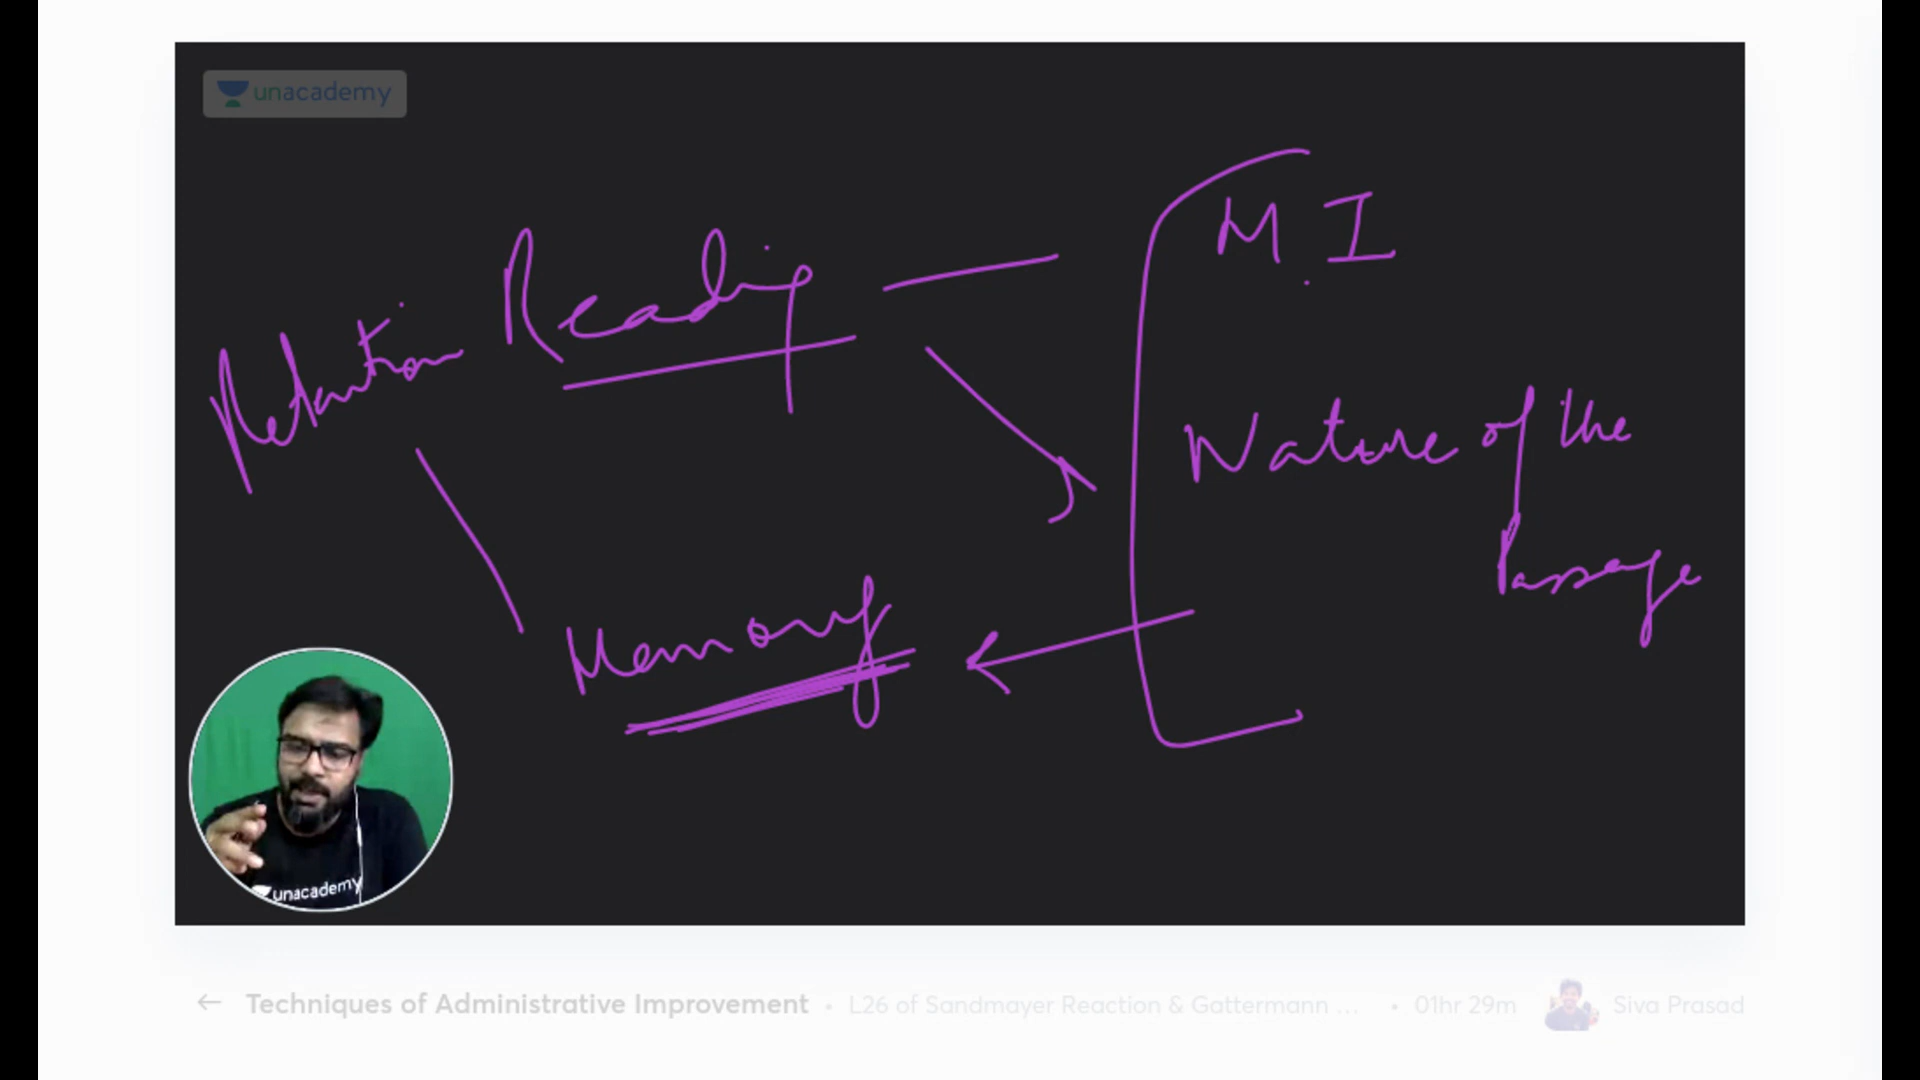 unacademy
M.I
Retention Reading
Nature of the
Passage
Memory
unacademy
← Techniques of Administrative Improvement • L26 of Sandmayer Reaction & Gattermann ... • 01hr 29m Siva Prasad